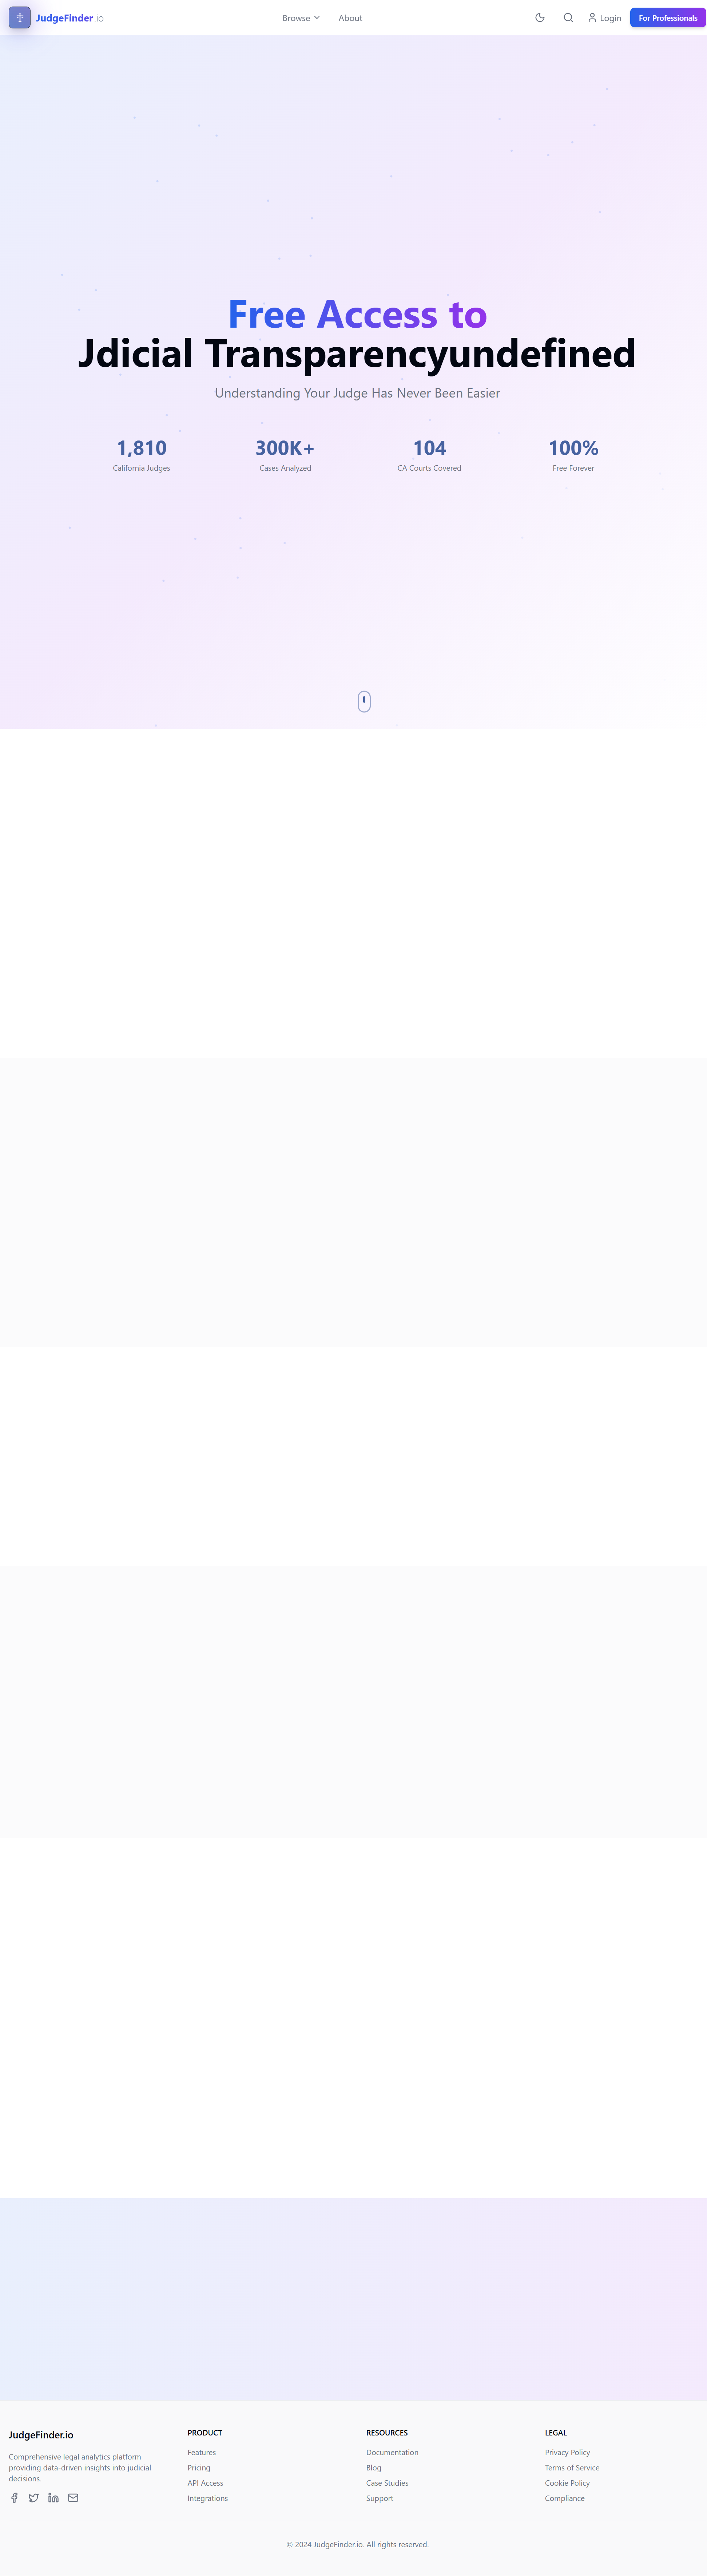 JudgeFinder.io
Browse
About
Login
For Professionals
Free Access to
Jdicial Transparencyundefined
Understanding Your Judge Has Never Been Easier
1,810
California Judges
300K+
Cases Analyzed
104
CA Courts Covered
100%
Free Forever
JudgeFinder.io
Comprehensive legal analytics platform
providing data-driven insights into judicial
decisions.
PRODUCT
Features
Pricing
API Access
Integrations
RESOURCES
Documentation
Blog
Case Studies
Support
LEGAL
Privacy Policy
Terms of Service
Cookie Policy
Compliance
© 2024 JudgeFinder.io. All rights reserved.